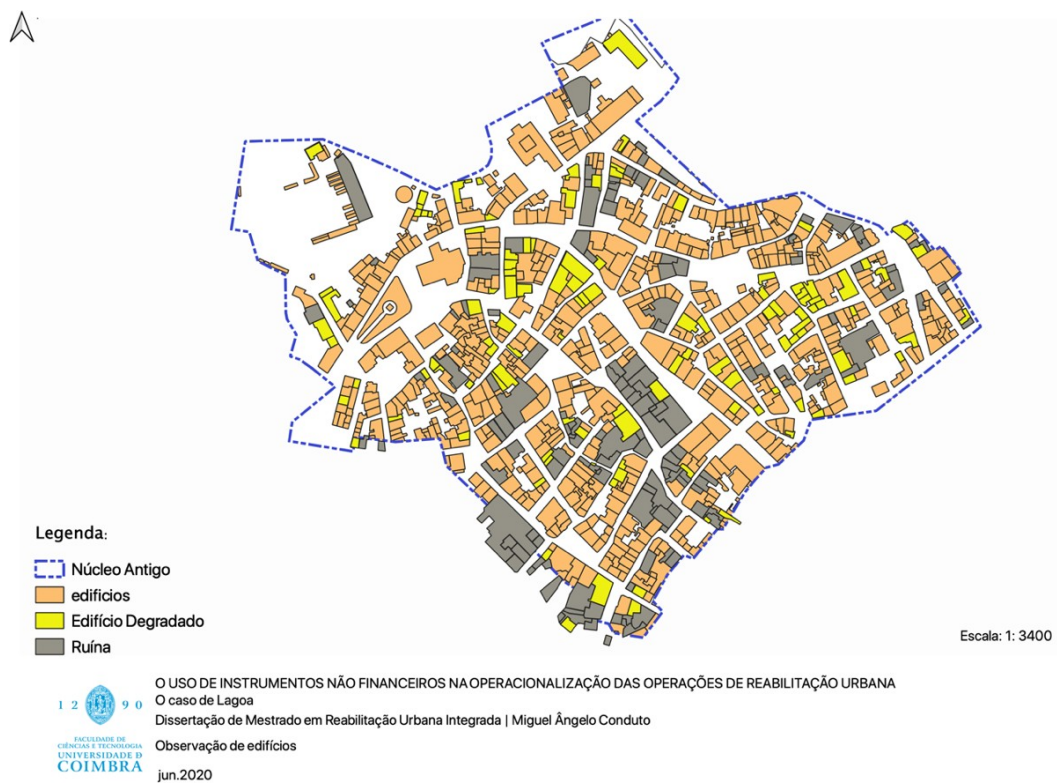 Legenda:
Núcleo Antigo
edificios
Edifício Degradado
Ruína
Escala: 1: 3400
O USO DE INSTRUMENTOS NÃO FINANCEIROS NA OPERACIONALIZAÇÃO DAS OPERAÇÕES DE REABILITAÇÃO URBANA
O caso de Lagoa
Dissertação de Mestrado em Reabilitação Urbana Integrada | Miguel Ângelo Conduto
Observação de edifícios
jun.2020
1 2 9 0
FACULDADE DE
CIÊNCIAS E TECNOLOGIA
UNIVERSIDADE D
COIMBRA